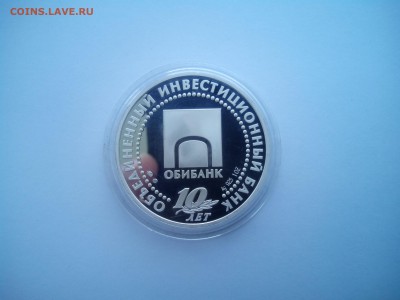 COINS.LAVE.RU
ОБЪЕДИНЕННЫЙ ИНВЕСТИЦИОННЫЙ БАНК
ОБИБАНК
10
ЛЕТ